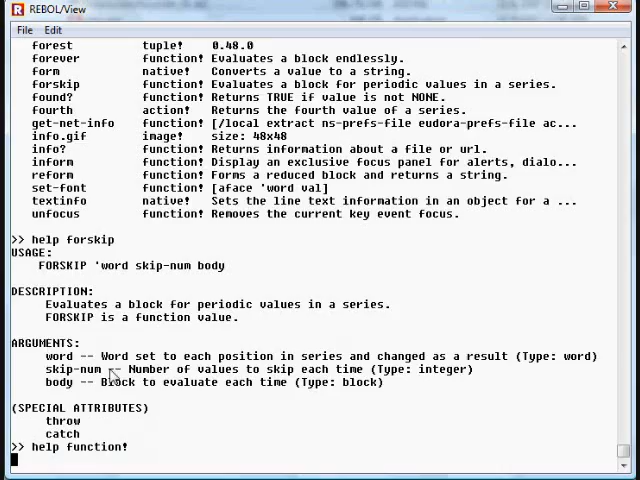 REBOL/View
File Edit
forest tuple! 0.48.0
forever function! Evaluates a block endlessly.
form native! Converts a value to a string.
forskip function! Evaluates a block for periodic values in a series.
found? function! Returns TRUE if value is not NONE.
fourth action! Returns the fourth value of a series.
get-net-info function! [/local extract ns-prefs-file eudora-prefs-file ac...
info.gif image! size: 48x48
info? function! Returns information about a file or url.
inform function! Display an exclusive focus panel for alerts, dialo...
reform function! Forms a reduced block and returns a string.
set-font function! [aface 'word val]
textinfo native! Sets the line text information in an object for a ...
unfocus function! Removes the current key event focus.
>> help forskip
USAGE:
FORSKIP 'word skip-num body
DESCRIPTION:
Evaluates a block for periodic values in a series.
FORSKIP is a function value.
ARGUMENTS:
word -- Word set to each position in series and changed as a result (Type: word)
skip-num -- Number of values to skip each time (Type: integer)
body -- Block to evaluate each time (Type: block)
(SPECIAL ATTRIBUTES)
throw
catch
>> help function!